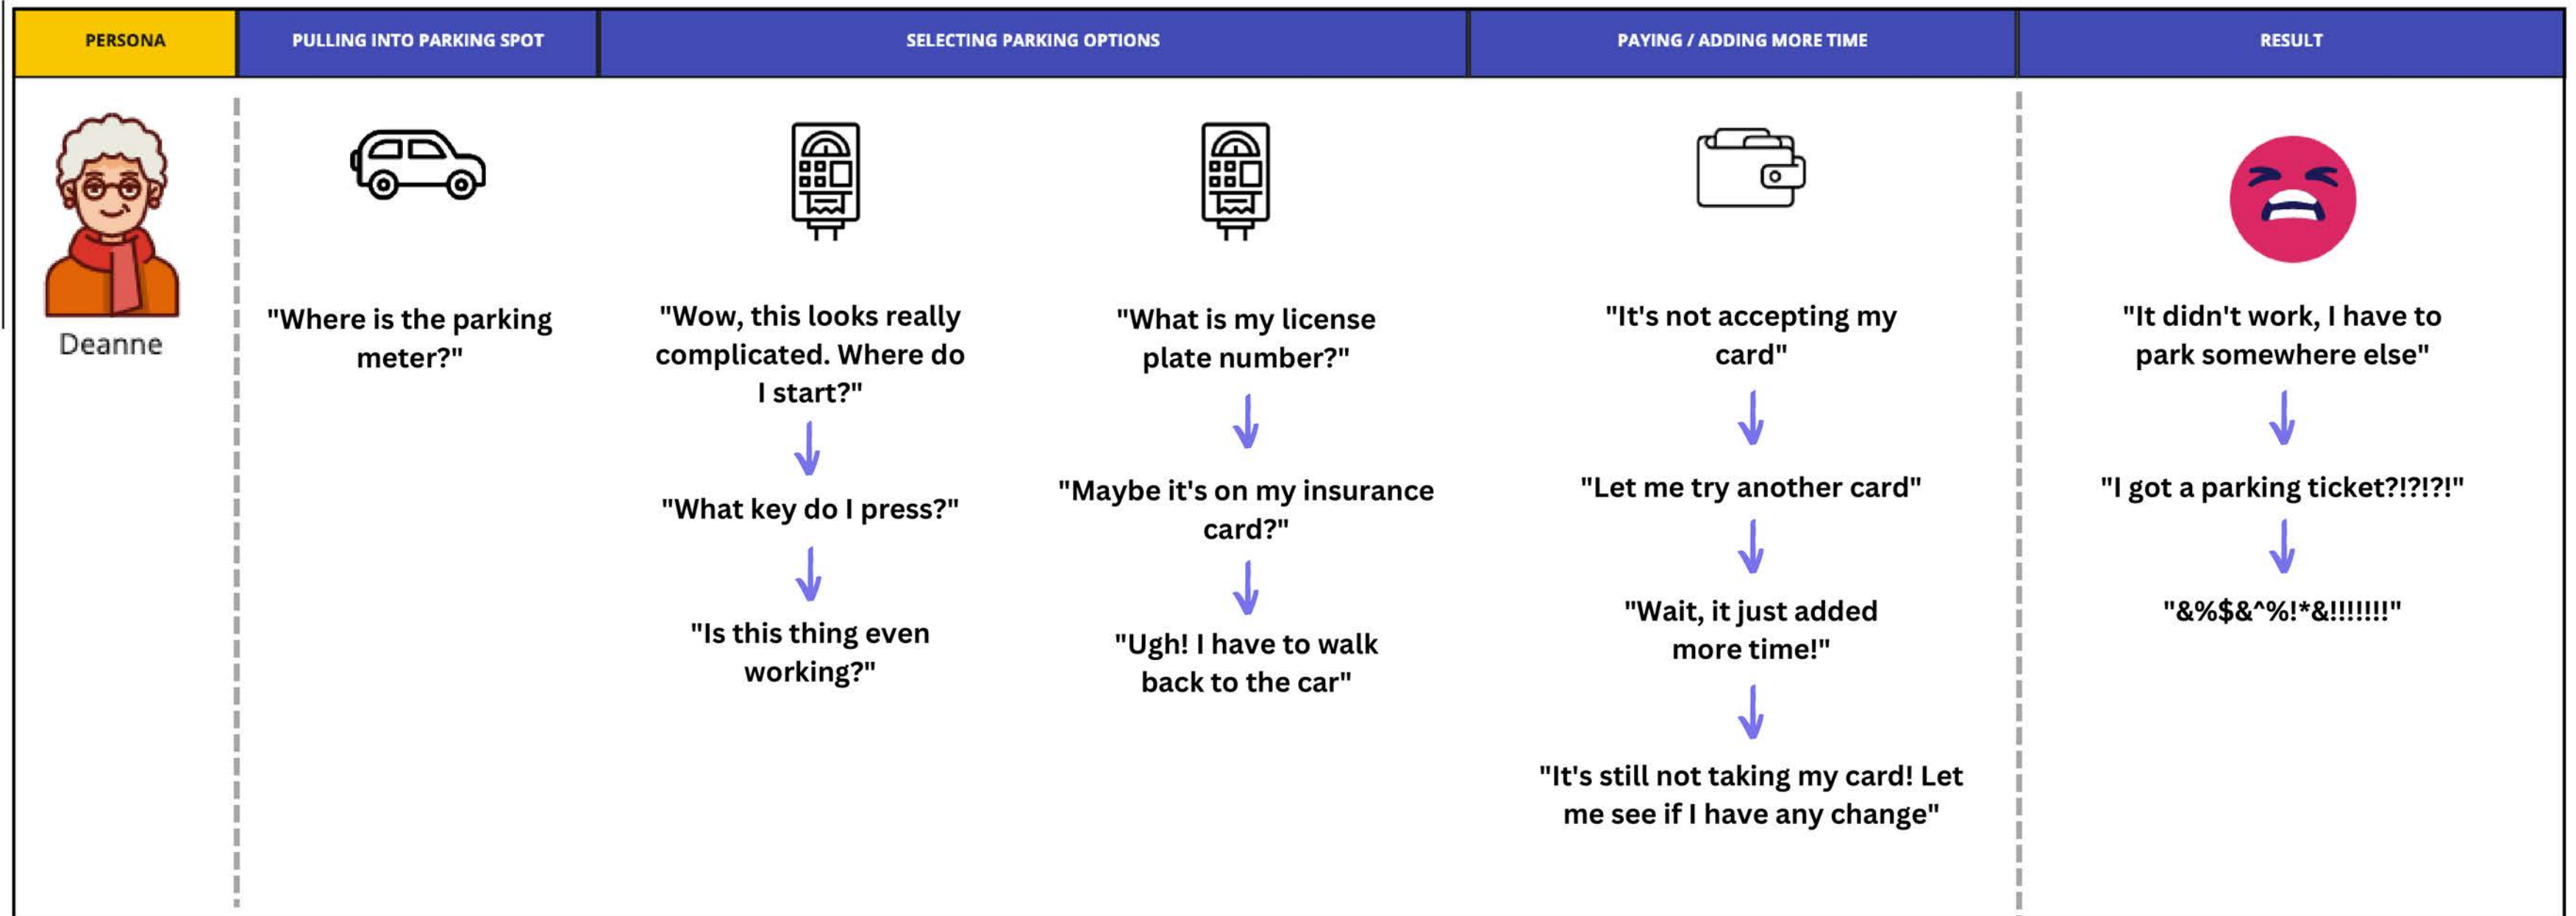 PERSONA
PULLING INTO PARKING SPOT
SELECTING PARKING OPTIONS
PAYING / ADDING MORE TIME
RESULT
Deanne
"Where is the parking
meter?"
"Wow, this looks really
complicated. Where do
I start?"
"What key do I press?"
"Is this thing even
working?"
"What is my license
plate number?"
"Maybe it's on my insurance
card?"
"Ugh! I have to walk
back to the car"
"It's not accepting my
card"
"Let me try another card"
"Wait, it just added
more time!"
"It's still not taking my card! Let
me see if I have any change"
"It didn't work, I have to
park somewhere else"
"I got a parking ticket?!?!?!"
"&%$&^%!*&!!!!!!!"